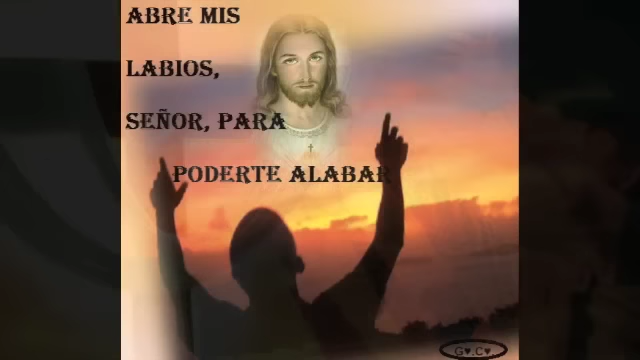 ABRE MIS
LABIOS,
SEÑOR, PARA
PODERTE ALABAR
G♥.C♥.